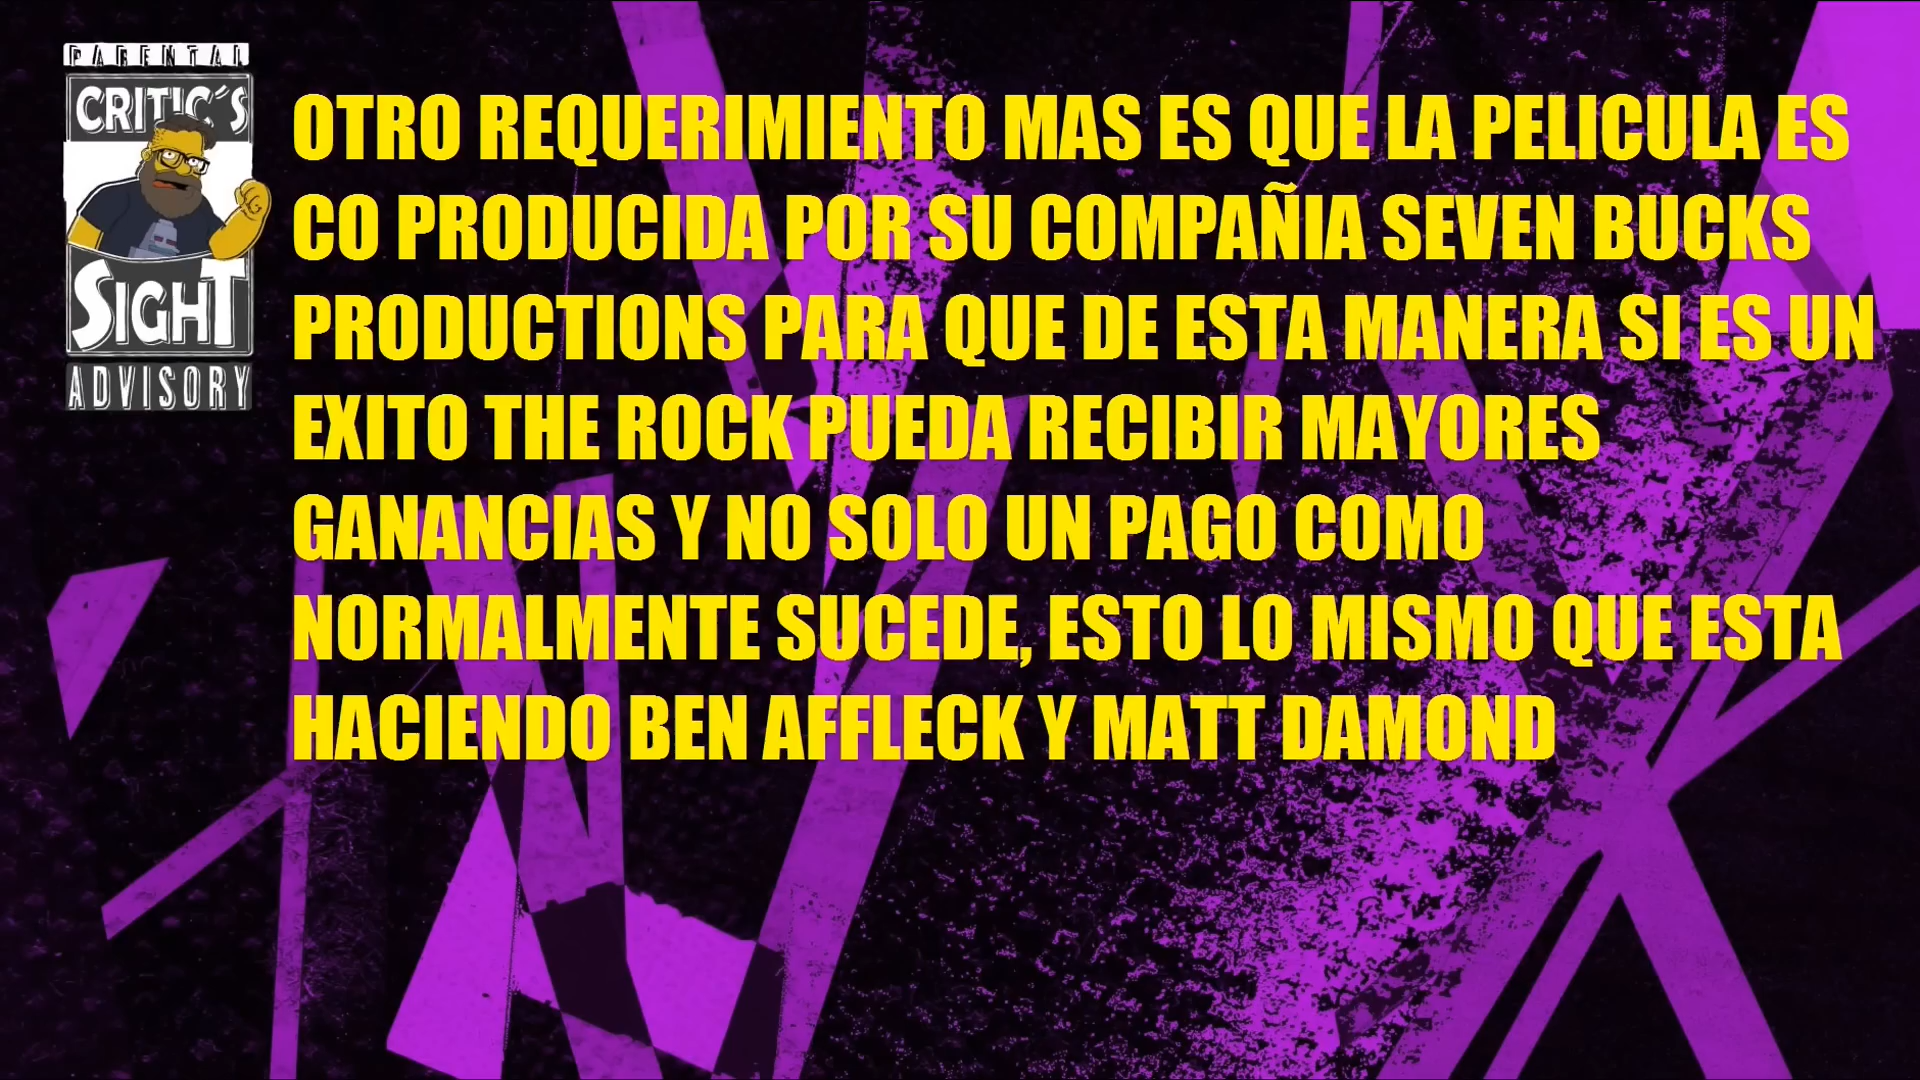 PARENTAL
CRITIC´S
SIGHT
ADVISORY
OTRO REQUERIMIENTO MAS ES QUE LA PELICULA ES
CO PRODUCIDA POR SU COMPAÑIA SEVEN BUCKS
PRODUCTIONS PARA QUE DE ESTA MANERA SI ES UN
EXITO THE ROCK PUEDA RECIBIR MAYORES
GANANCIAS Y NO SOLO UN PAGO COMO
NORMALMENTE SUCEDE, ESTO LO MISMO QUE ESTA
HACIENDO BEN AFFLECK Y MATT DAMOND